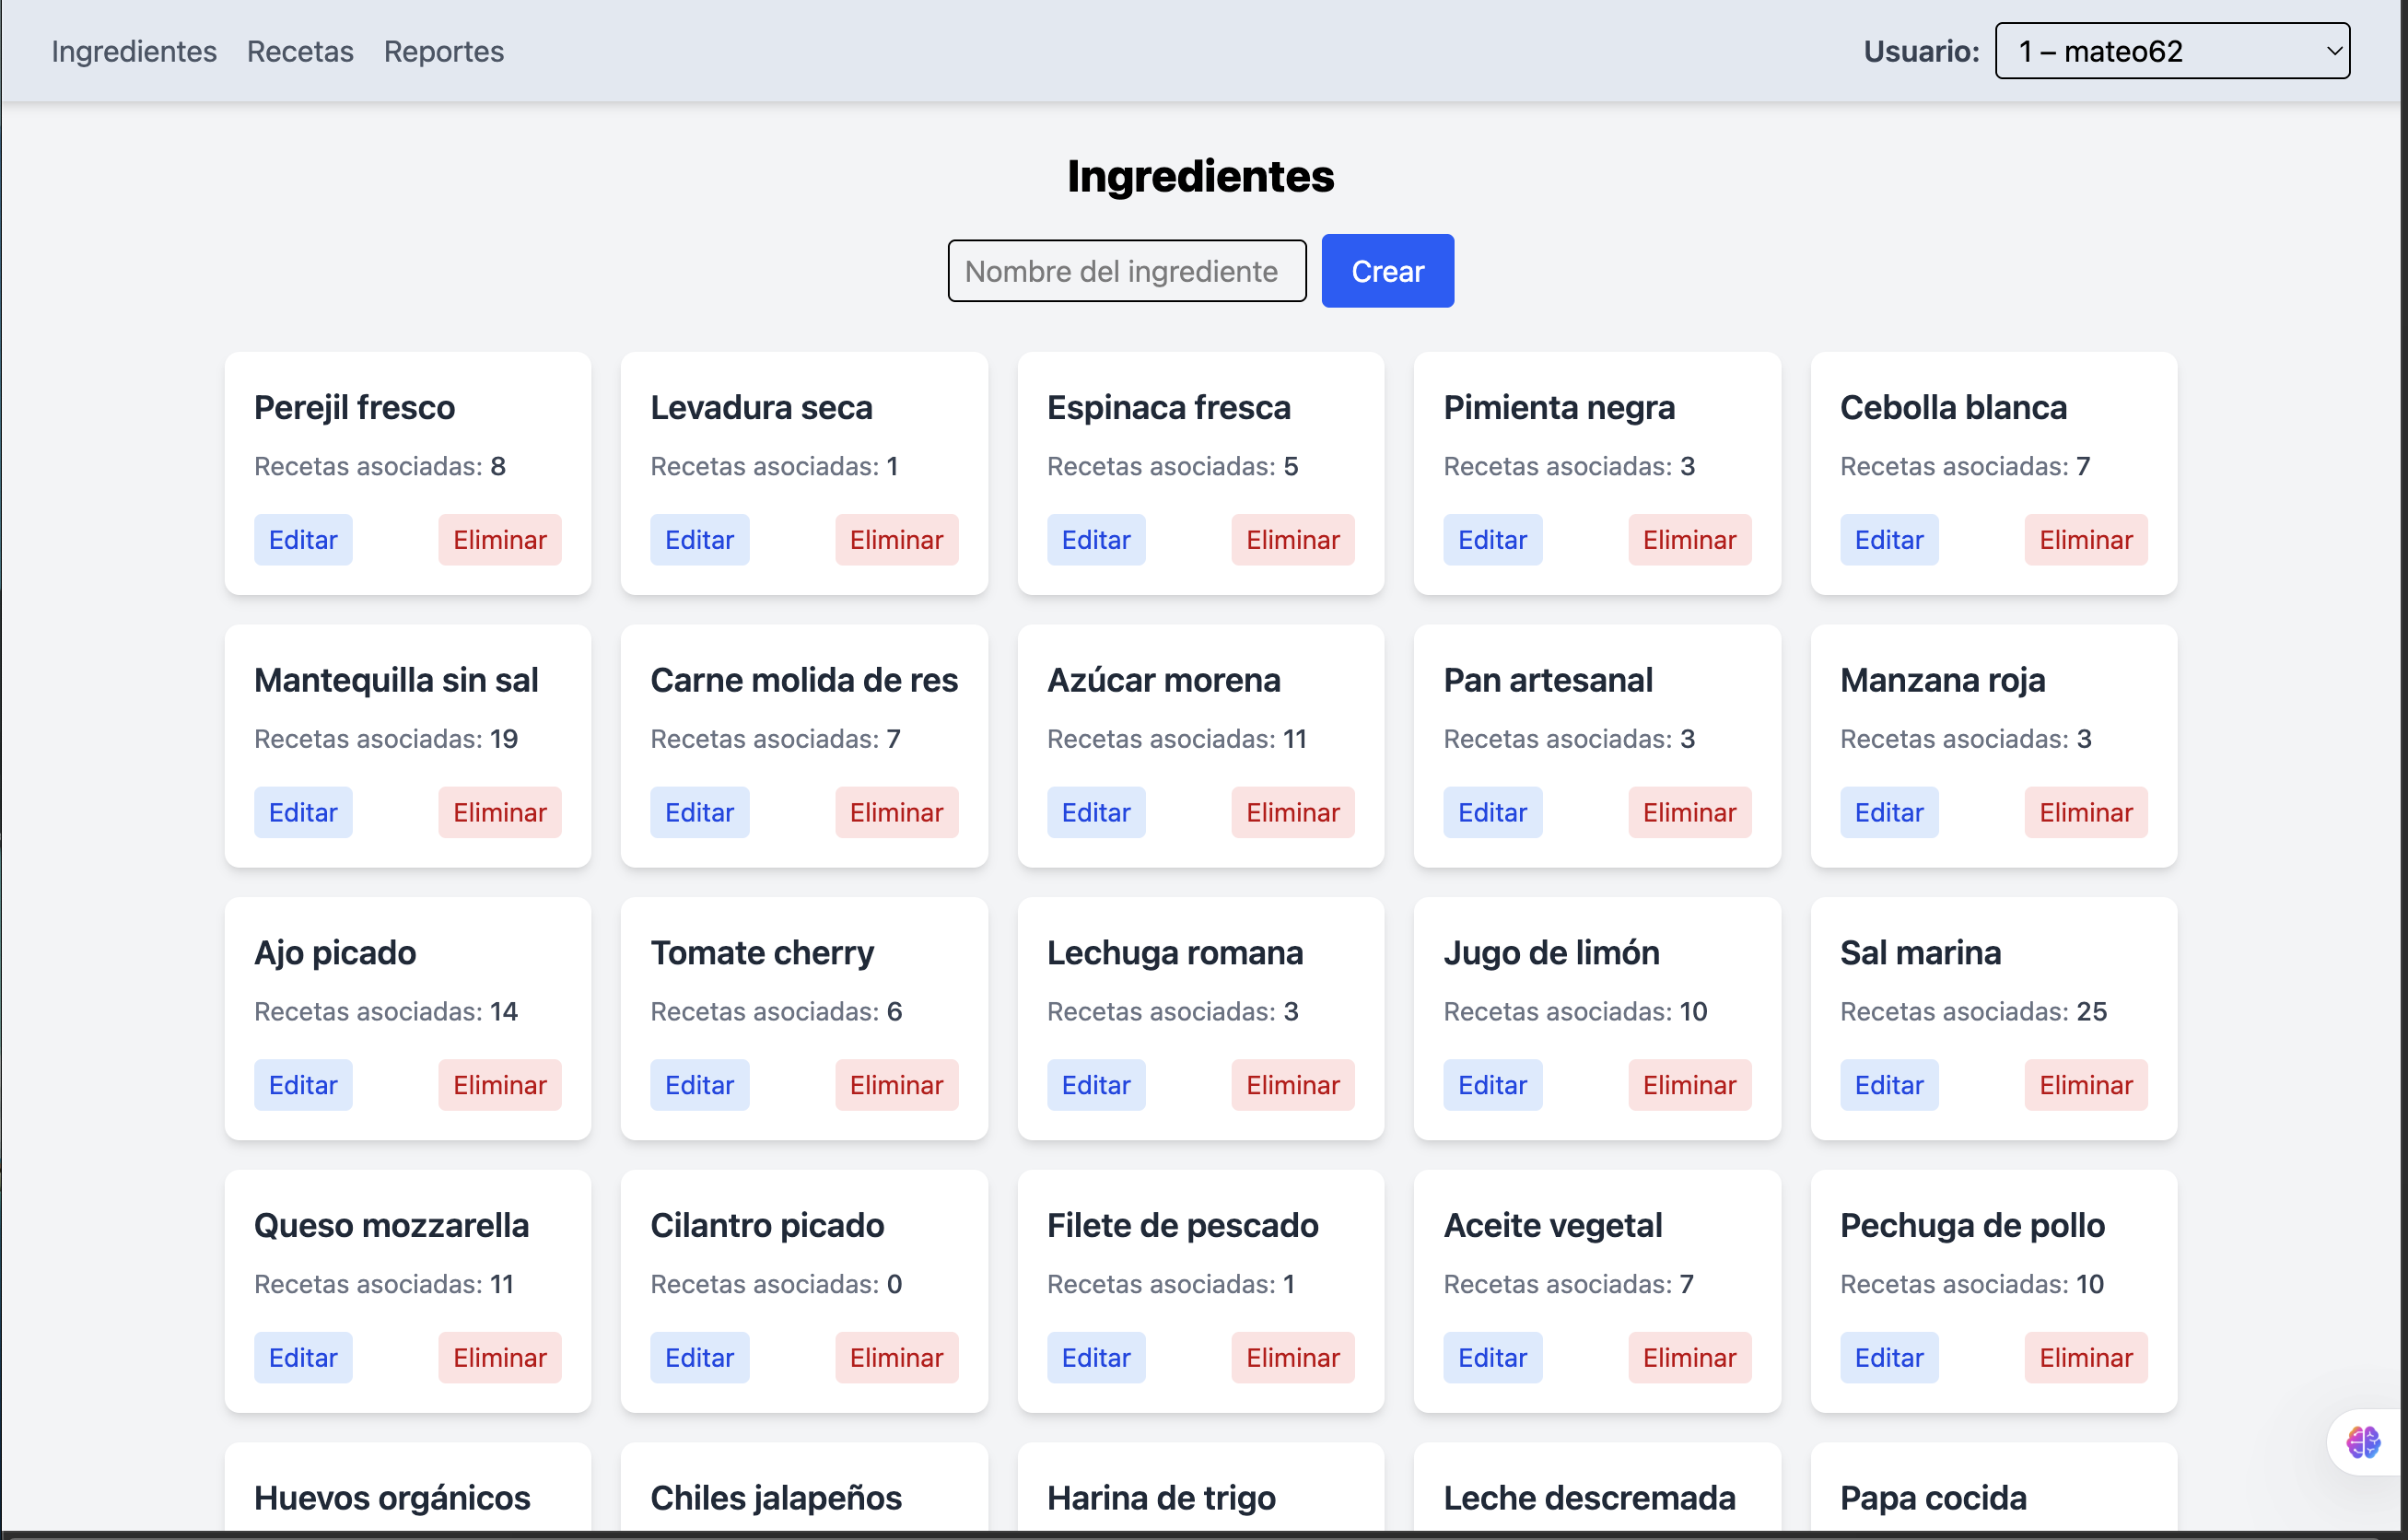 Ingredientes Recetas Reportes Usuario: 1 – mateo62
Ingredientes
Nombre del ingrediente Crear
Perejil fresco Levadura seca Espinaca fresca Pimienta negra Cebolla blanca
Recetas asociadas: 8 Recetas asociadas: 1 Recetas asociadas: 5 Recetas asociadas: 3 Recetas asociadas: 7
Editar Eliminar Editar Eliminar Editar Eliminar Editar Eliminar Editar Eliminar
Mantequilla sin sal Carne molida de res Azúcar morena Pan artesanal Manzana roja
Recetas asociadas: 19 Recetas asociadas: 7 Recetas asociadas: 11 Recetas asociadas: 3 Recetas asociadas: 3
Editar Eliminar Editar Eliminar Editar Eliminar Editar Eliminar Editar Eliminar
Ajo picado Tomate cherry Lechuga romana Jugo de limón Sal marina
Recetas asociadas: 14 Recetas asociadas: 6 Recetas asociadas: 3 Recetas asociadas: 10 Recetas asociadas: 25
Editar Eliminar Editar Eliminar Editar Eliminar Editar Eliminar Editar Eliminar
Queso mozzarella Cilantro picado Filete de pescado Aceite vegetal Pechuga de pollo
Recetas asociadas: 11 Recetas asociadas: 0 Recetas asociadas: 1 Recetas asociadas: 7 Recetas asociadas: 10
Editar Eliminar Editar Eliminar Editar Eliminar Editar Eliminar Editar Eliminar
Huevos orgánicos Chiles jalapeños Harina de trigo Leche descremada Papa cocida